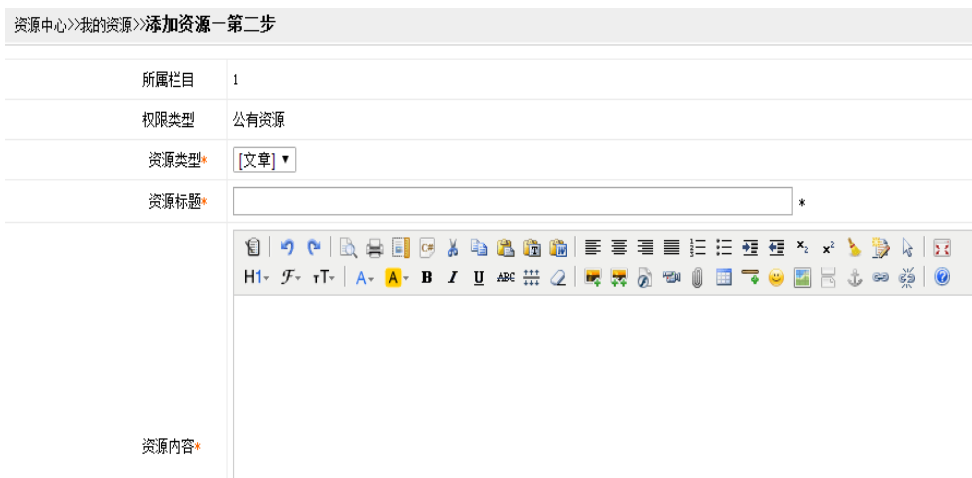 资源中心>>我的资源>>添加资源—第二步
所属栏目 1
权限类型 公有资源
资源类型* [文章] ▼
资源标题* *
H1 F тT A A B I U ABC
资源内容*